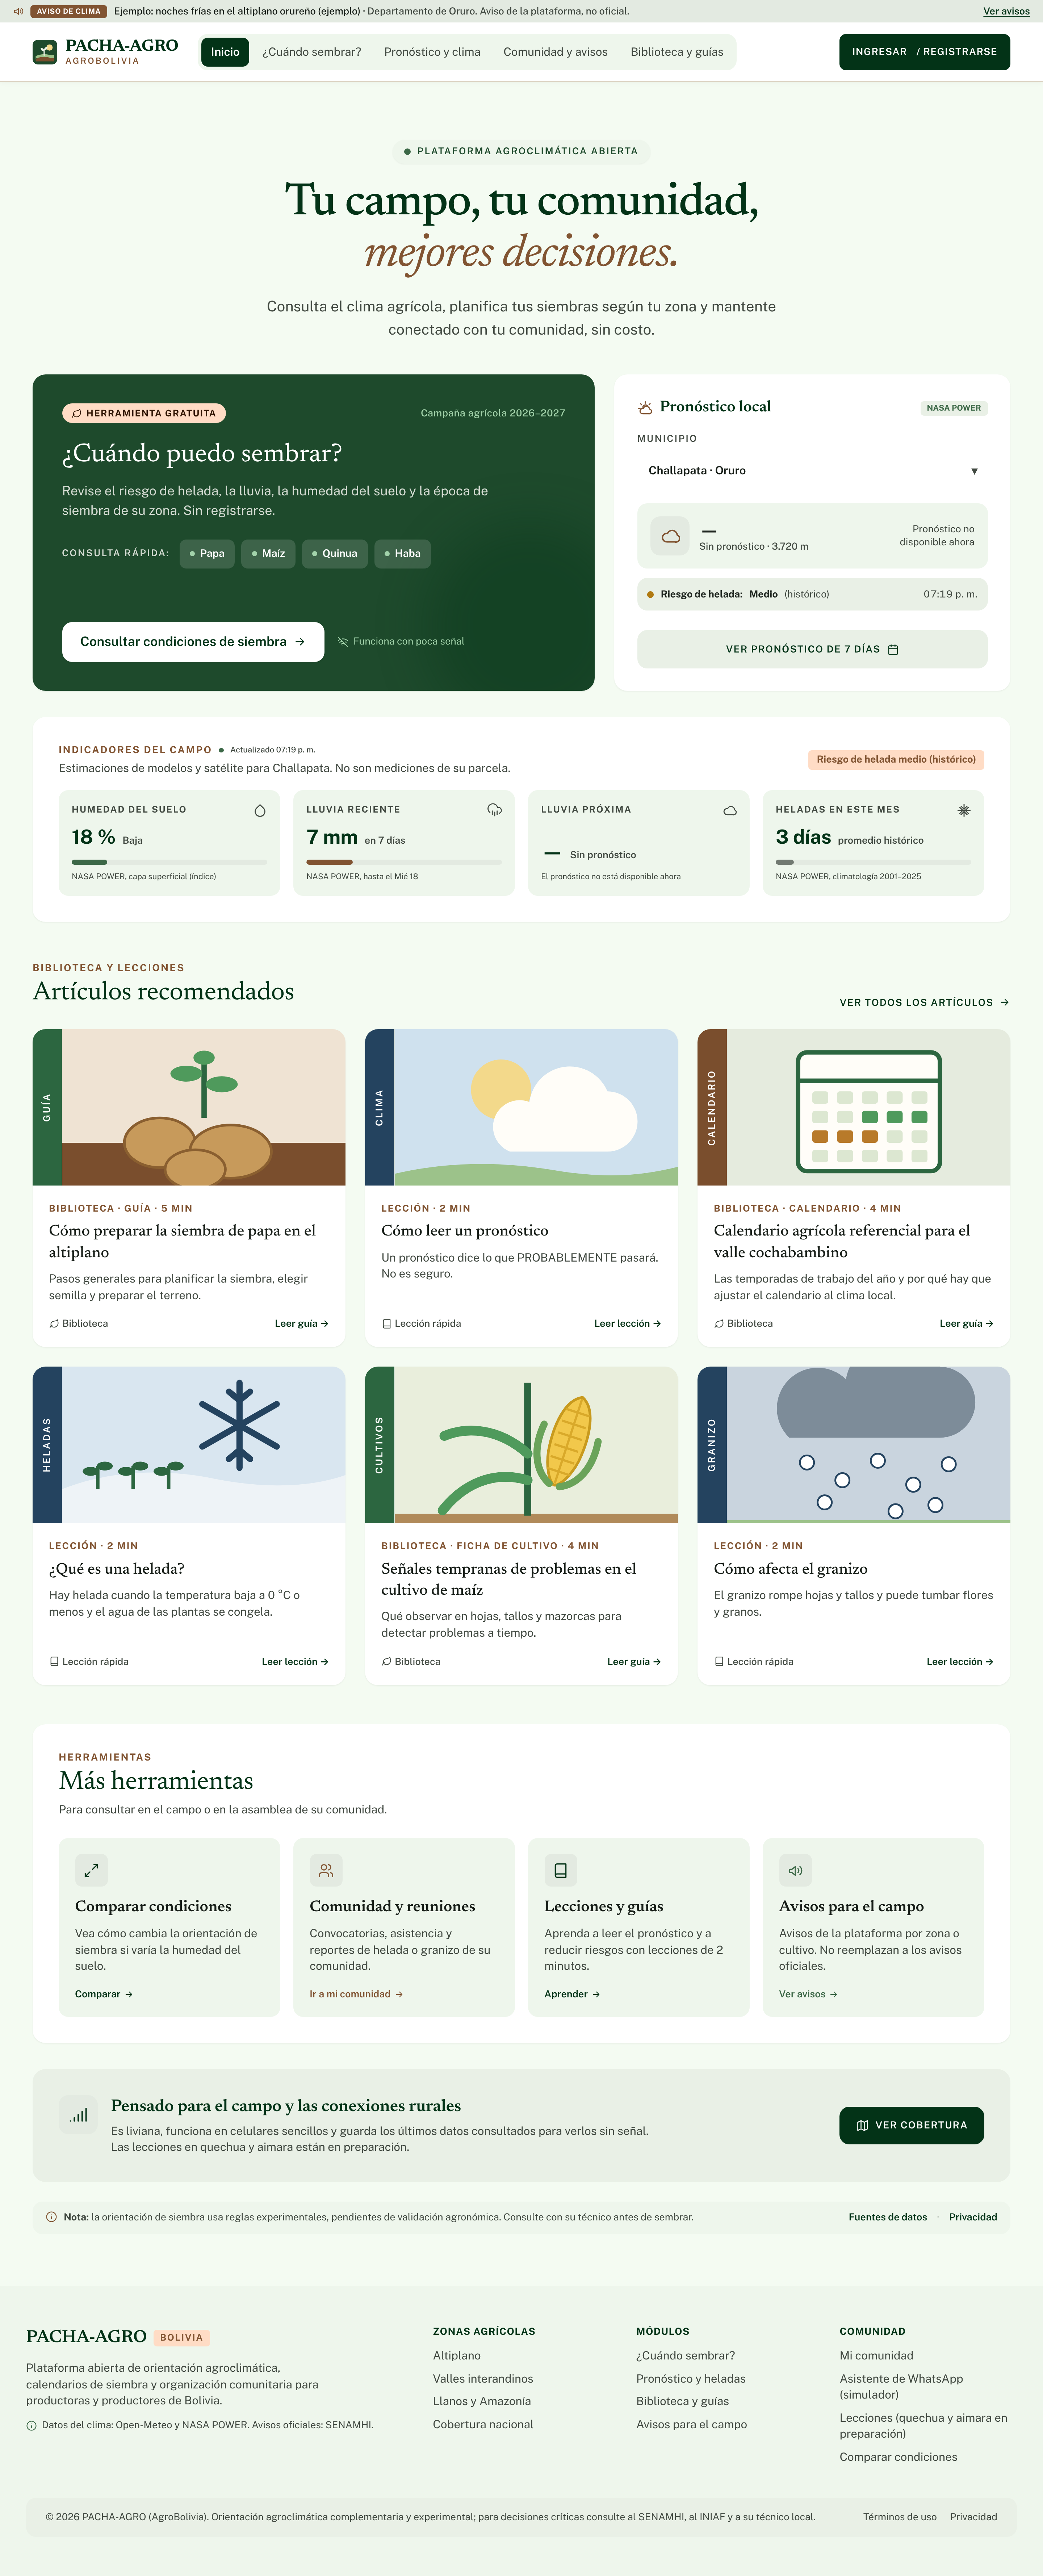 AVISO DE CLIMA Ejemplo: noches frías en el altiplano orureño (ejemplo) · Departamento de Oruro. Aviso de la plataforma, no oficial. Ver avisos
PACHA-AGRO
AGROBOLIVIA
Inicio ¿Cuándo sembrar? Pronóstico y clima Comunidad y avisos Biblioteca y guías
INGRESAR / REGISTRARSE
PLATAFORMA AGROCLIMÁTICA ABIERTA
Tu campo, tu comunidad,
mejores decisiones.
Consulta el clima agrícola, planifica tus siembras según tu zona y mantente
conectado con tu comunidad, sin costo.
HERRAMIENTA GRATUITA
Campaña agrícola 2026–2027
¿Cuándo puedo sembrar?
Revise el riesgo de helada, la lluvia, la humedad del suelo y la época de
siembra de su zona. Sin registrarse.
CONSULTA RÁPIDA: Papa Maíz Quinua Haba
Consultar condiciones de siembra →
Funciona con poca señal
Pronóstico local
NASA POWER
MUNICIPIO
Challapata · Oruro ▾
—
Sin pronóstico · 3.720 m
Pronóstico no
disponible ahora
Riesgo de helada: Medio (histórico) 07:19 p. m.
VER PRONÓSTICO DE 7 DÍAS
INDICADORES DEL CAMPO Actualizado 07:19 p. m.
Estimaciones de modelos y satélite para Challapata. No son mediciones de su parcela.
Riesgo de helada medio (histórico)
HUMEDAD DEL SUELO
18 % Baja
NASA POWER, capa superficial (índice)
LLUVIA RECIENTE
7 mm en 7 días
NASA POWER, hasta el Mié 18
LLUVIA PRÓXIMA
— Sin pronóstico
El pronóstico no está disponible ahora
HELADAS EN ESTE MES
3 días promedio histórico
NASA POWER, climatología 2001–2025
BIBLIOTECA Y LECCIONES
Artículos recomendados
VER TODOS LOS ARTÍCULOS →
GUÍA
BIBLIOTECA · GUÍA · 5 MIN
Cómo preparar la siembra de papa en el
altiplano
Pasos generales para planificar la siembra, elegir
semilla y preparar el terreno.
Biblioteca Leer guía →
CLIMA
LECCIÓN · 2 MIN
Cómo leer un pronóstico
Un pronóstico dice lo que PROBABLEMENTE pasará.
No es seguro.
Lección rápida Leer lección →
CALENDARIO
BIBLIOTECA · CALENDARIO · 4 MIN
Calendario agrícola referencial para el
valle cochabambino
Las temporadas de trabajo del año y por qué hay que
ajustar el calendario al clima local.
Biblioteca Leer guía →
HELADAS
LECCIÓN · 2 MIN
¿Qué es una helada?
Hay helada cuando la temperatura baja a 0 °C o
menos y el agua de las plantas se congela.
Lección rápida Leer lección →
CULTIVOS
BIBLIOTECA · FICHA DE CULTIVO · 4 MIN
Señales tempranas de problemas en el
cultivo de maíz
Qué observar en hojas, tallos y mazorcas para
detectar problemas a tiempo.
Biblioteca Leer guía →
GRANIZO
LECCIÓN · 2 MIN
Cómo afecta el granizo
El granizo rompe hojas y tallos y puede tumbar flores
y granos.
Lección rápida Leer lección →
HERRAMIENTAS
Más herramientas
Para consultar en el campo o en la asamblea de su comunidad.
Comparar condiciones
Vea cómo cambia la orientación de
siembra si varía la humedad del
suelo.
Comparar →
Comunidad y reuniones
Convocatorias, asistencia y
reportes de helada o granizo de su
comunidad.
Ir a mi comunidad →
Lecciones y guías
Aprenda a leer el pronóstico y a
reducir riesgos con lecciones de 2
minutos.
Aprender →
Avisos para el campo
Avisos de la plataforma por zona o
cultivo. No reemplazan a los avisos
oficiales.
Ver avisos →
Pensado para el campo y las conexiones rurales
Es liviana, funciona en celulares sencillos y guarda los últimos datos consultados para verlos sin señal.
Las lecciones en quechua y aimara están en preparación.
VER COBERTURA
Nota: la orientación de siembra usa reglas experimentales, pendientes de validación agronómica. Consulte con su técnico antes de sembrar.
Fuentes de datos · Privacidad
PACHA-AGRO BOLIVIA
Plataforma abierta de orientación agroclimática,
calendarios de siembra y organización comunitaria para
productoras y productores de Bolivia.
Datos del clima: Open-Meteo y NASA POWER. Avisos oficiales: SENAMHI.
ZONAS AGRÍCOLAS
Altiplano
Valles interandinos
Llanos y Amazonía
Cobertura nacional
MÓDULOS
¿Cuándo sembrar?
Pronóstico y heladas
Biblioteca y guías
Avisos para el campo
COMUNIDAD
Mi comunidad
Asistente de WhatsApp
(simulador)
Lecciones (quechua y aimara en
preparación)
Comparar condiciones
© 2026 PACHA-AGRO (AgroBolivia). Orientación agroclimática complementaria y experimental; para decisiones críticas consulte al SENAMHI, al INIAF y a su técnico local.
Términos de uso Privacidad